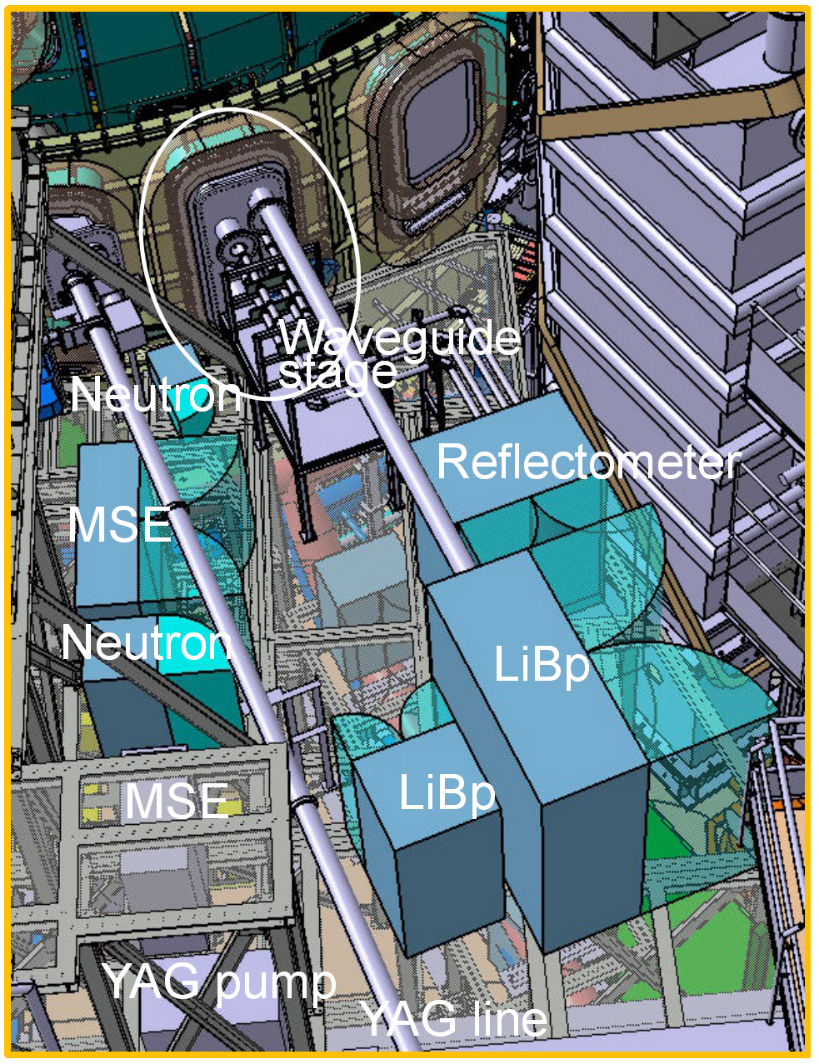 Waveguide
stage
Neutron
Reflectometer
MSE
Neutron
LiBp
LiBp
MSE
YAG pump
YAG line